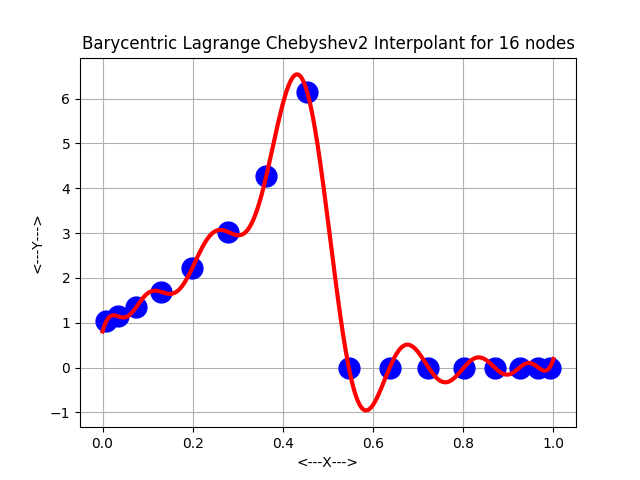 Barycentric Lagrange Chebyshev2 Interpolant for 16 nodes
6
5
4
3
2
1
0
−1
<---Y--->
0.0 0.2 0.4 0.6 0.8 1.0
<---X--->